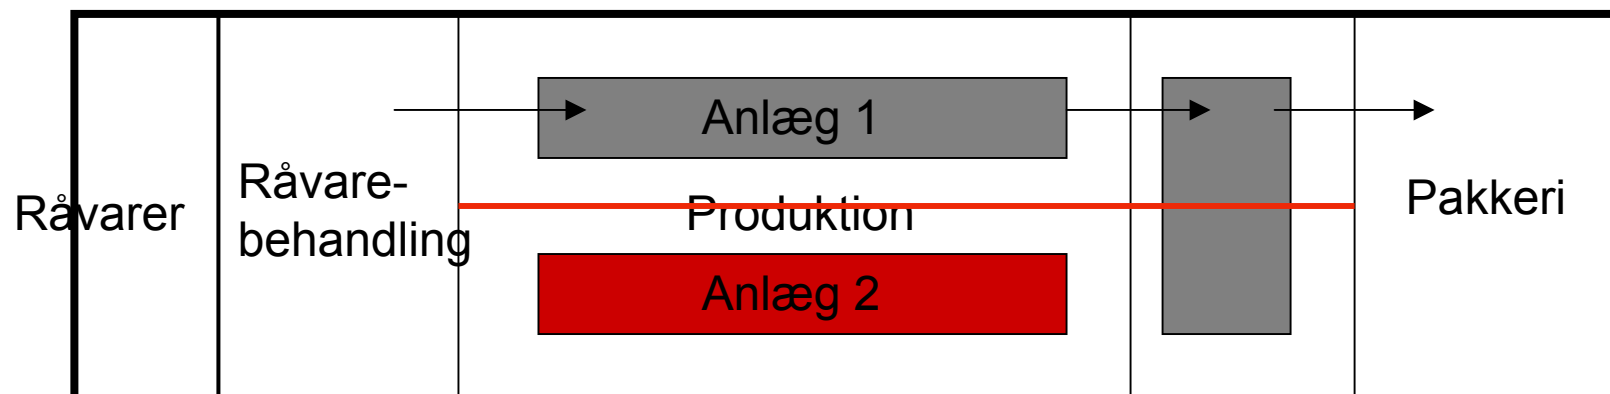 Råvarer
Råvare-
behandling
Anlæg 1
Produktion
Anlæg 2
Pakkeri